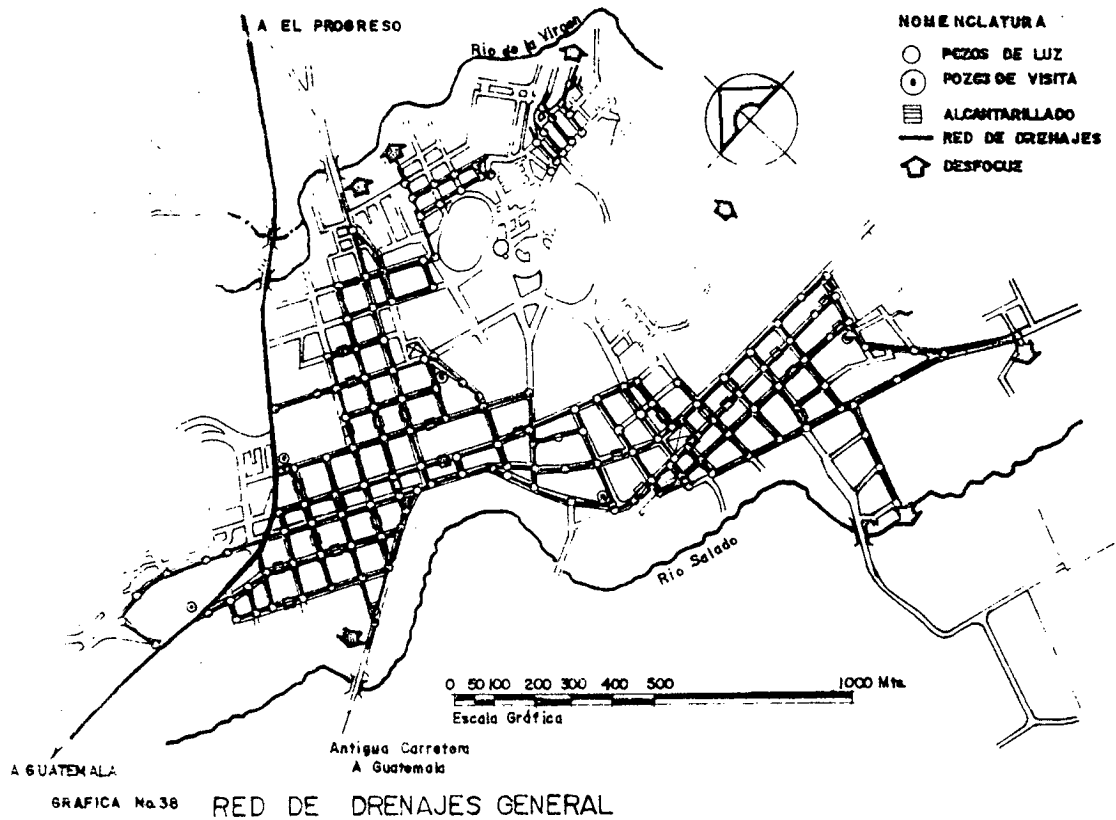 A EL PROGRESO
Rio de la Virgen
NOMENCLATURA
POZOS DE LUZ
POZOS DE VISITA
ALCANTARILLADO
RED DE DRENAJES
DESFOGUE
Rio Salado
0 50 100 200 300 400 500 1000 Mts.
Escala Gráfica
Antigua Carretera
A Guatemala
A GUATEMALA
GRAFICA No.38 RED DE DRENAJES GENERAL